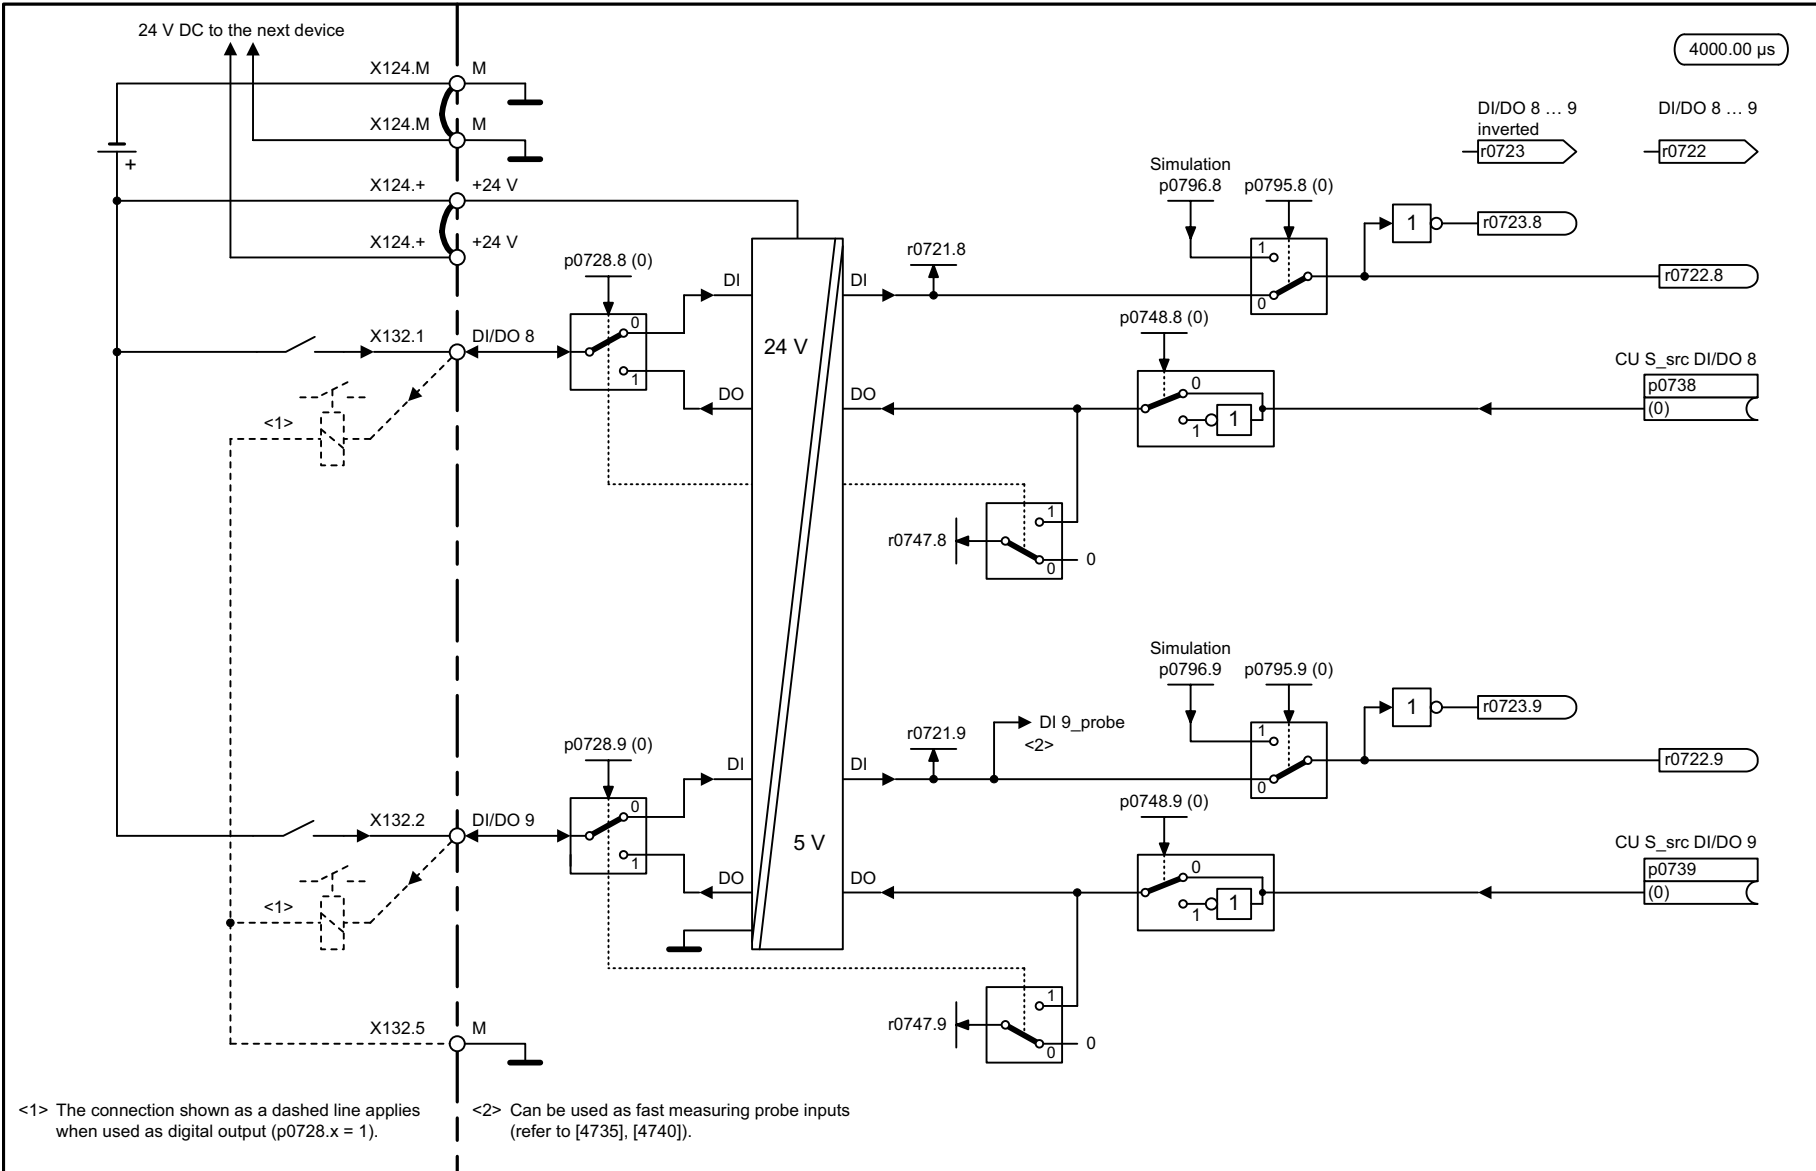 24 V DC to the next device
4000.00 µs
X124.M
M
X124.M
M
+
X124.+
+24 V
X124.+
+24 V
DI/DO 8 … 9
inverted
r0723
DI/DO 8 … 9
r0722
Simulation
p0796.8
p0795.8 (0)
1
0
1
r0723.8
r0722.8
p0728.8 (0)
0
1
DI
DO
X132.1
DI/DO 8
<1>
24 V
5 V
DI
r0721.8
DO
p0748.8 (0)
0
1
1
CU S_src DI/DO 8
p0738
(0)
r0747.8
1
0
0
Simulation
p0796.9
p0795.9 (0)
1
0
1
r0723.9
r0722.9
p0728.9 (0)
0
1
DI
DO
X132.2
DI/DO 9
<1>
DI
r0721.9
DI 9_probe
<2>
DO
p0748.9 (0)
0
1
1
CU S_src DI/DO 9
p0739
(0)
r0747.9
1
0
0
X132.5
M
<1> The connection shown as a dashed line applies
when used as digital output (p0728.x = 1).
<2> Can be used as fast measuring probe inputs
(refer to [4735], [4740]).